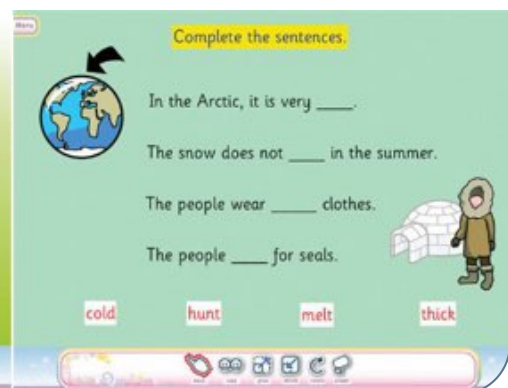 Menu
Complete the sentences.
In the Arctic, it is very ____.
The snow does not ____ in the summer.
The people wear _____ clothes.
The people ____ for seals.
cold hunt melt thick